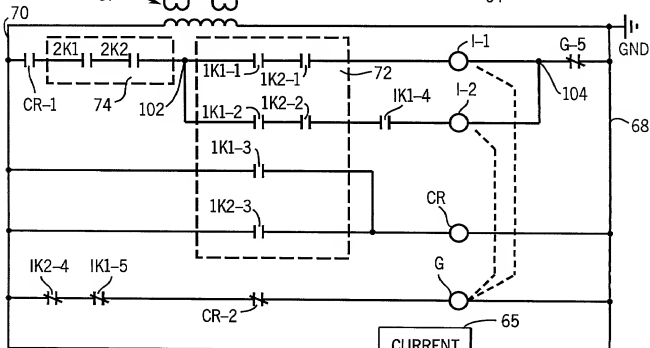 70
GND
2K1 2K2
1K1-1
1K2-1
72
I-1
G-5
CR-1
74
102
104
1K1-2
1K2-2
IK1-4
I-2
68
1K1-3
1K2-3
CR
IK2-4
IK1-5
CR-2
G
65
CURRENT